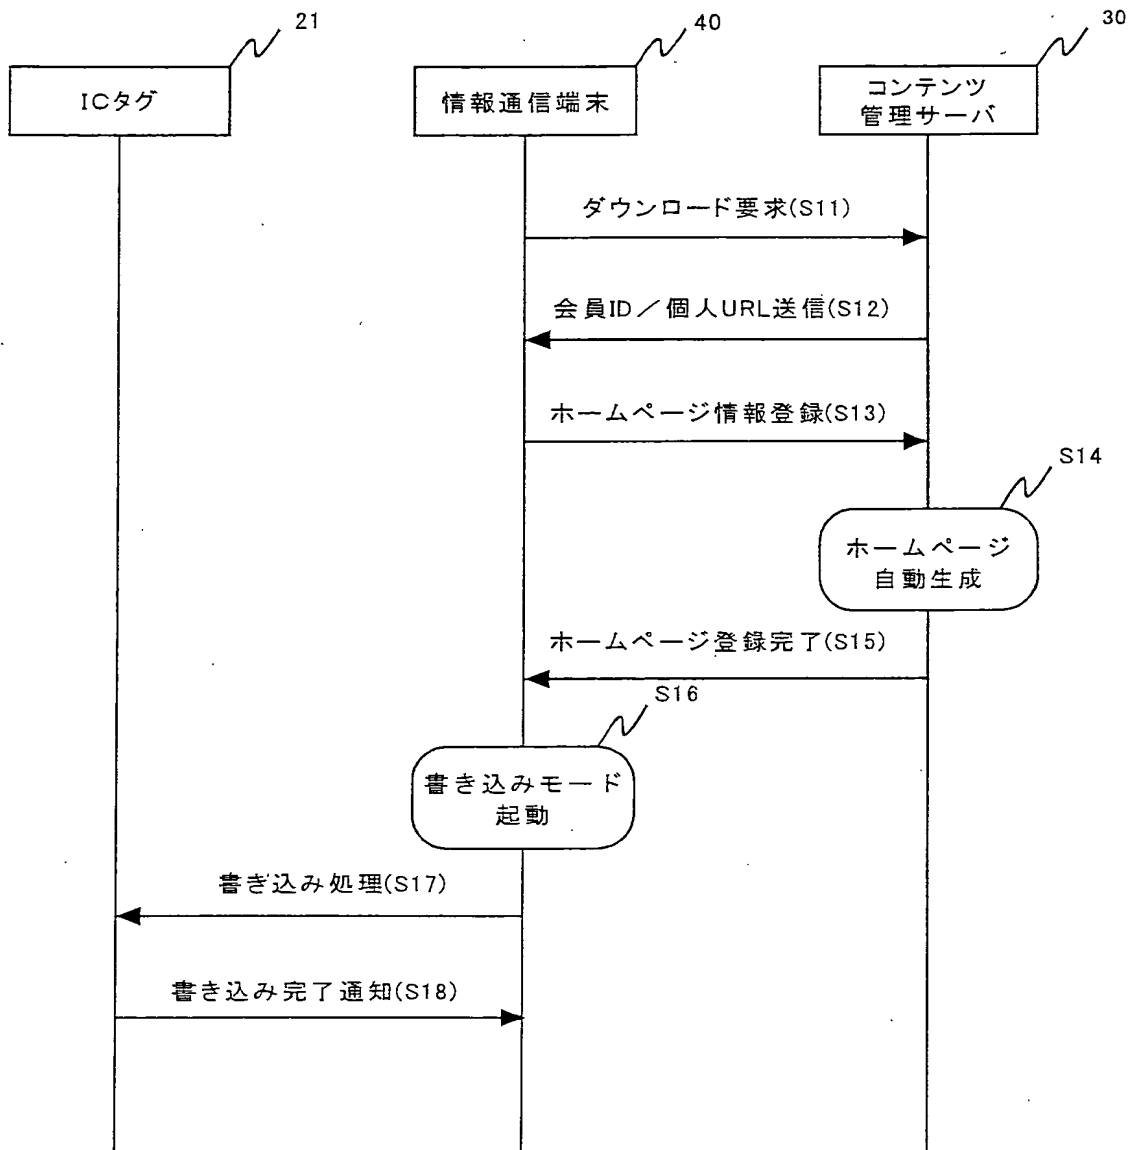 21
40
30
ICタグ
情報通信端末
コンテンツ
管理サーバ
ダウンロード要求(S11)
会員ID／個人URL送信(S12)
ホームページ情報登録(S13)
S14
ホームページ
自動生成
ホームページ登録完了(S15)
S16
書き込みモード
起動
書き込み処理(S17)
書き込み完了通知(S18)